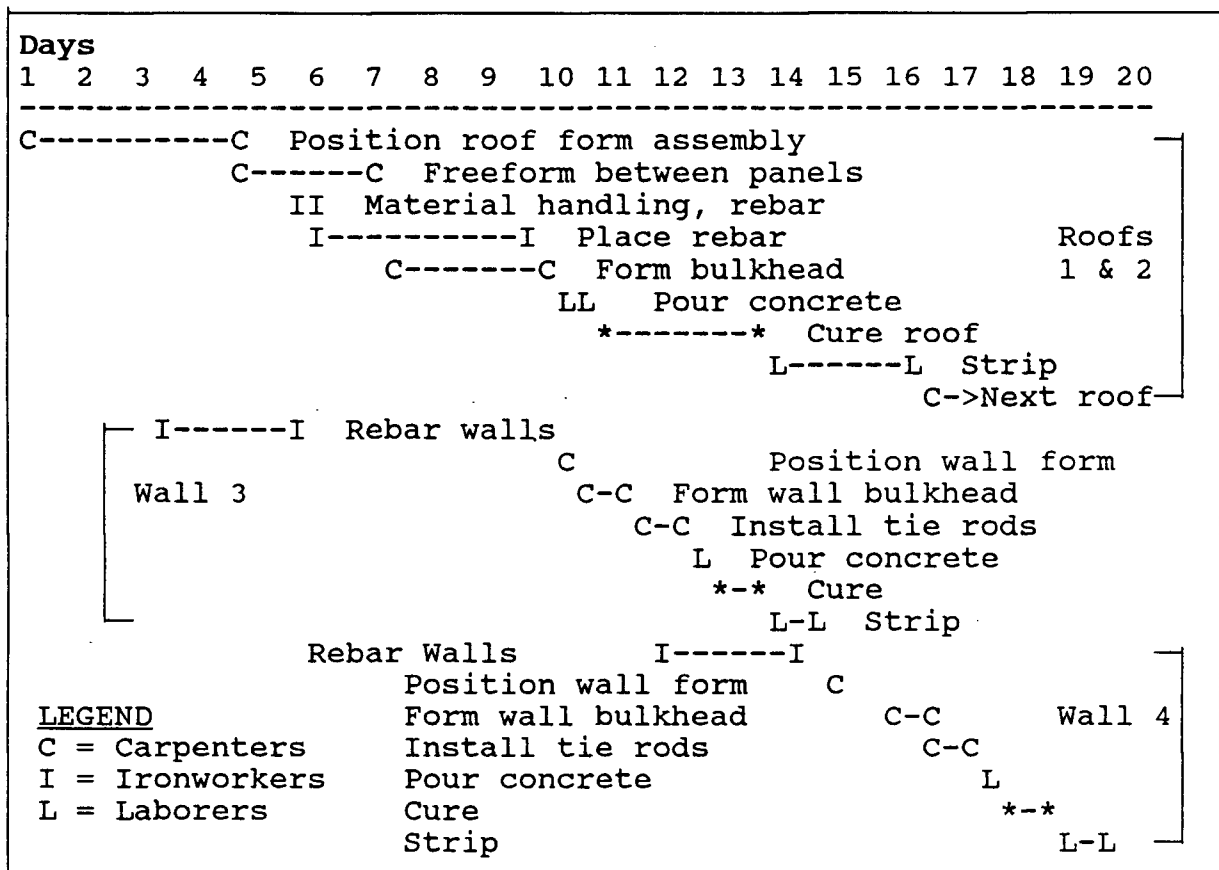 Days
1 2 3 4 5 6 7 8 9 10 11 12 13 14 15 16 17 18 19 20
------------------------------------------------------------
C----------C Position roof form assembly
C------C Freeform between panels
II Material handling, rebar
I----------I Place rebar Roofs
C-------C Form bulkhead 1 & 2
LL Pour concrete
*-------* Cure roof
L------L Strip
C->Next roof
I------I Rebar walls
C Position wall form
Wall 3 C-C Form wall bulkhead
C-C Install tie rods
L Pour concrete
*-* Cure
L-L Strip
Rebar Walls I------I
Position wall form C
LEGEND Form wall bulkhead C-C Wall 4
C = Carpenters Install tie rods C-C
I = Ironworkers Pour concrete L
L = Laborers Cure *-*
Strip L-L